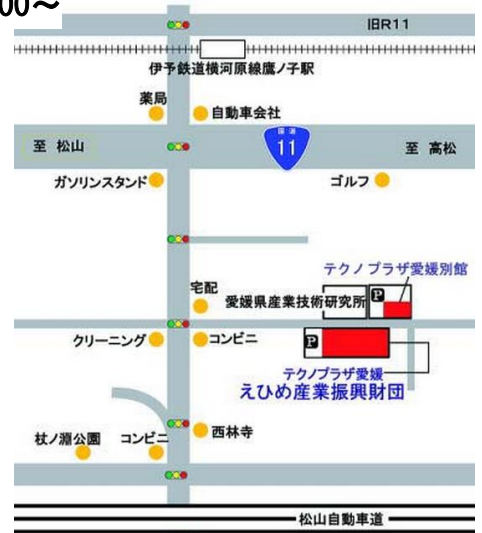 00～
旧R11
伊予鉄道横河原線鷹ノ子駅
薬局
自動車会社
至 松山
国道
11
至 高松
ガソリンスタンド
ゴルフ
テクノプラザ愛媛別館
宅配
愛媛県産業技術研究所
P
クリーニング
コンビニ
P
テクノプラザ愛媛
えひめ産業振興財団
杖ノ淵公園
コンビニ
西林寺
松山自動車道